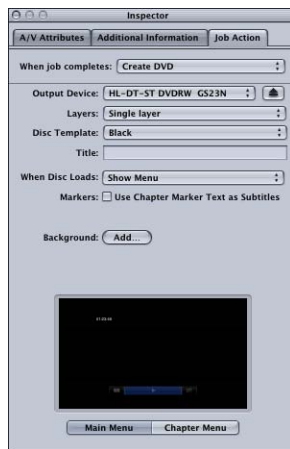 Inspector
A/V Attributes Additional Information Job Action
When job completes: Create DVD
Output Device: HL-DT-ST DVDRW GS23N
Layers: Single layer
Disc Template: Black
Title:
When Disc Loads: Show Menu
Markers: Use Chapter Marker Text as Subtitles
Background: Add...
Main Menu Chapter Menu